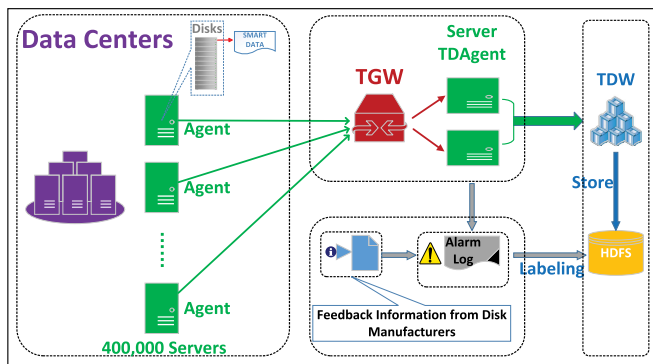 Data Centers
Disks
SMART
DATA
Agent
Agent
Agent
400,000 Servers
TGW
Server
TDAgent
TDW
Store
HDFS
Alarm
Log
Labeling
Feedback Information from Disk
Manufacturers